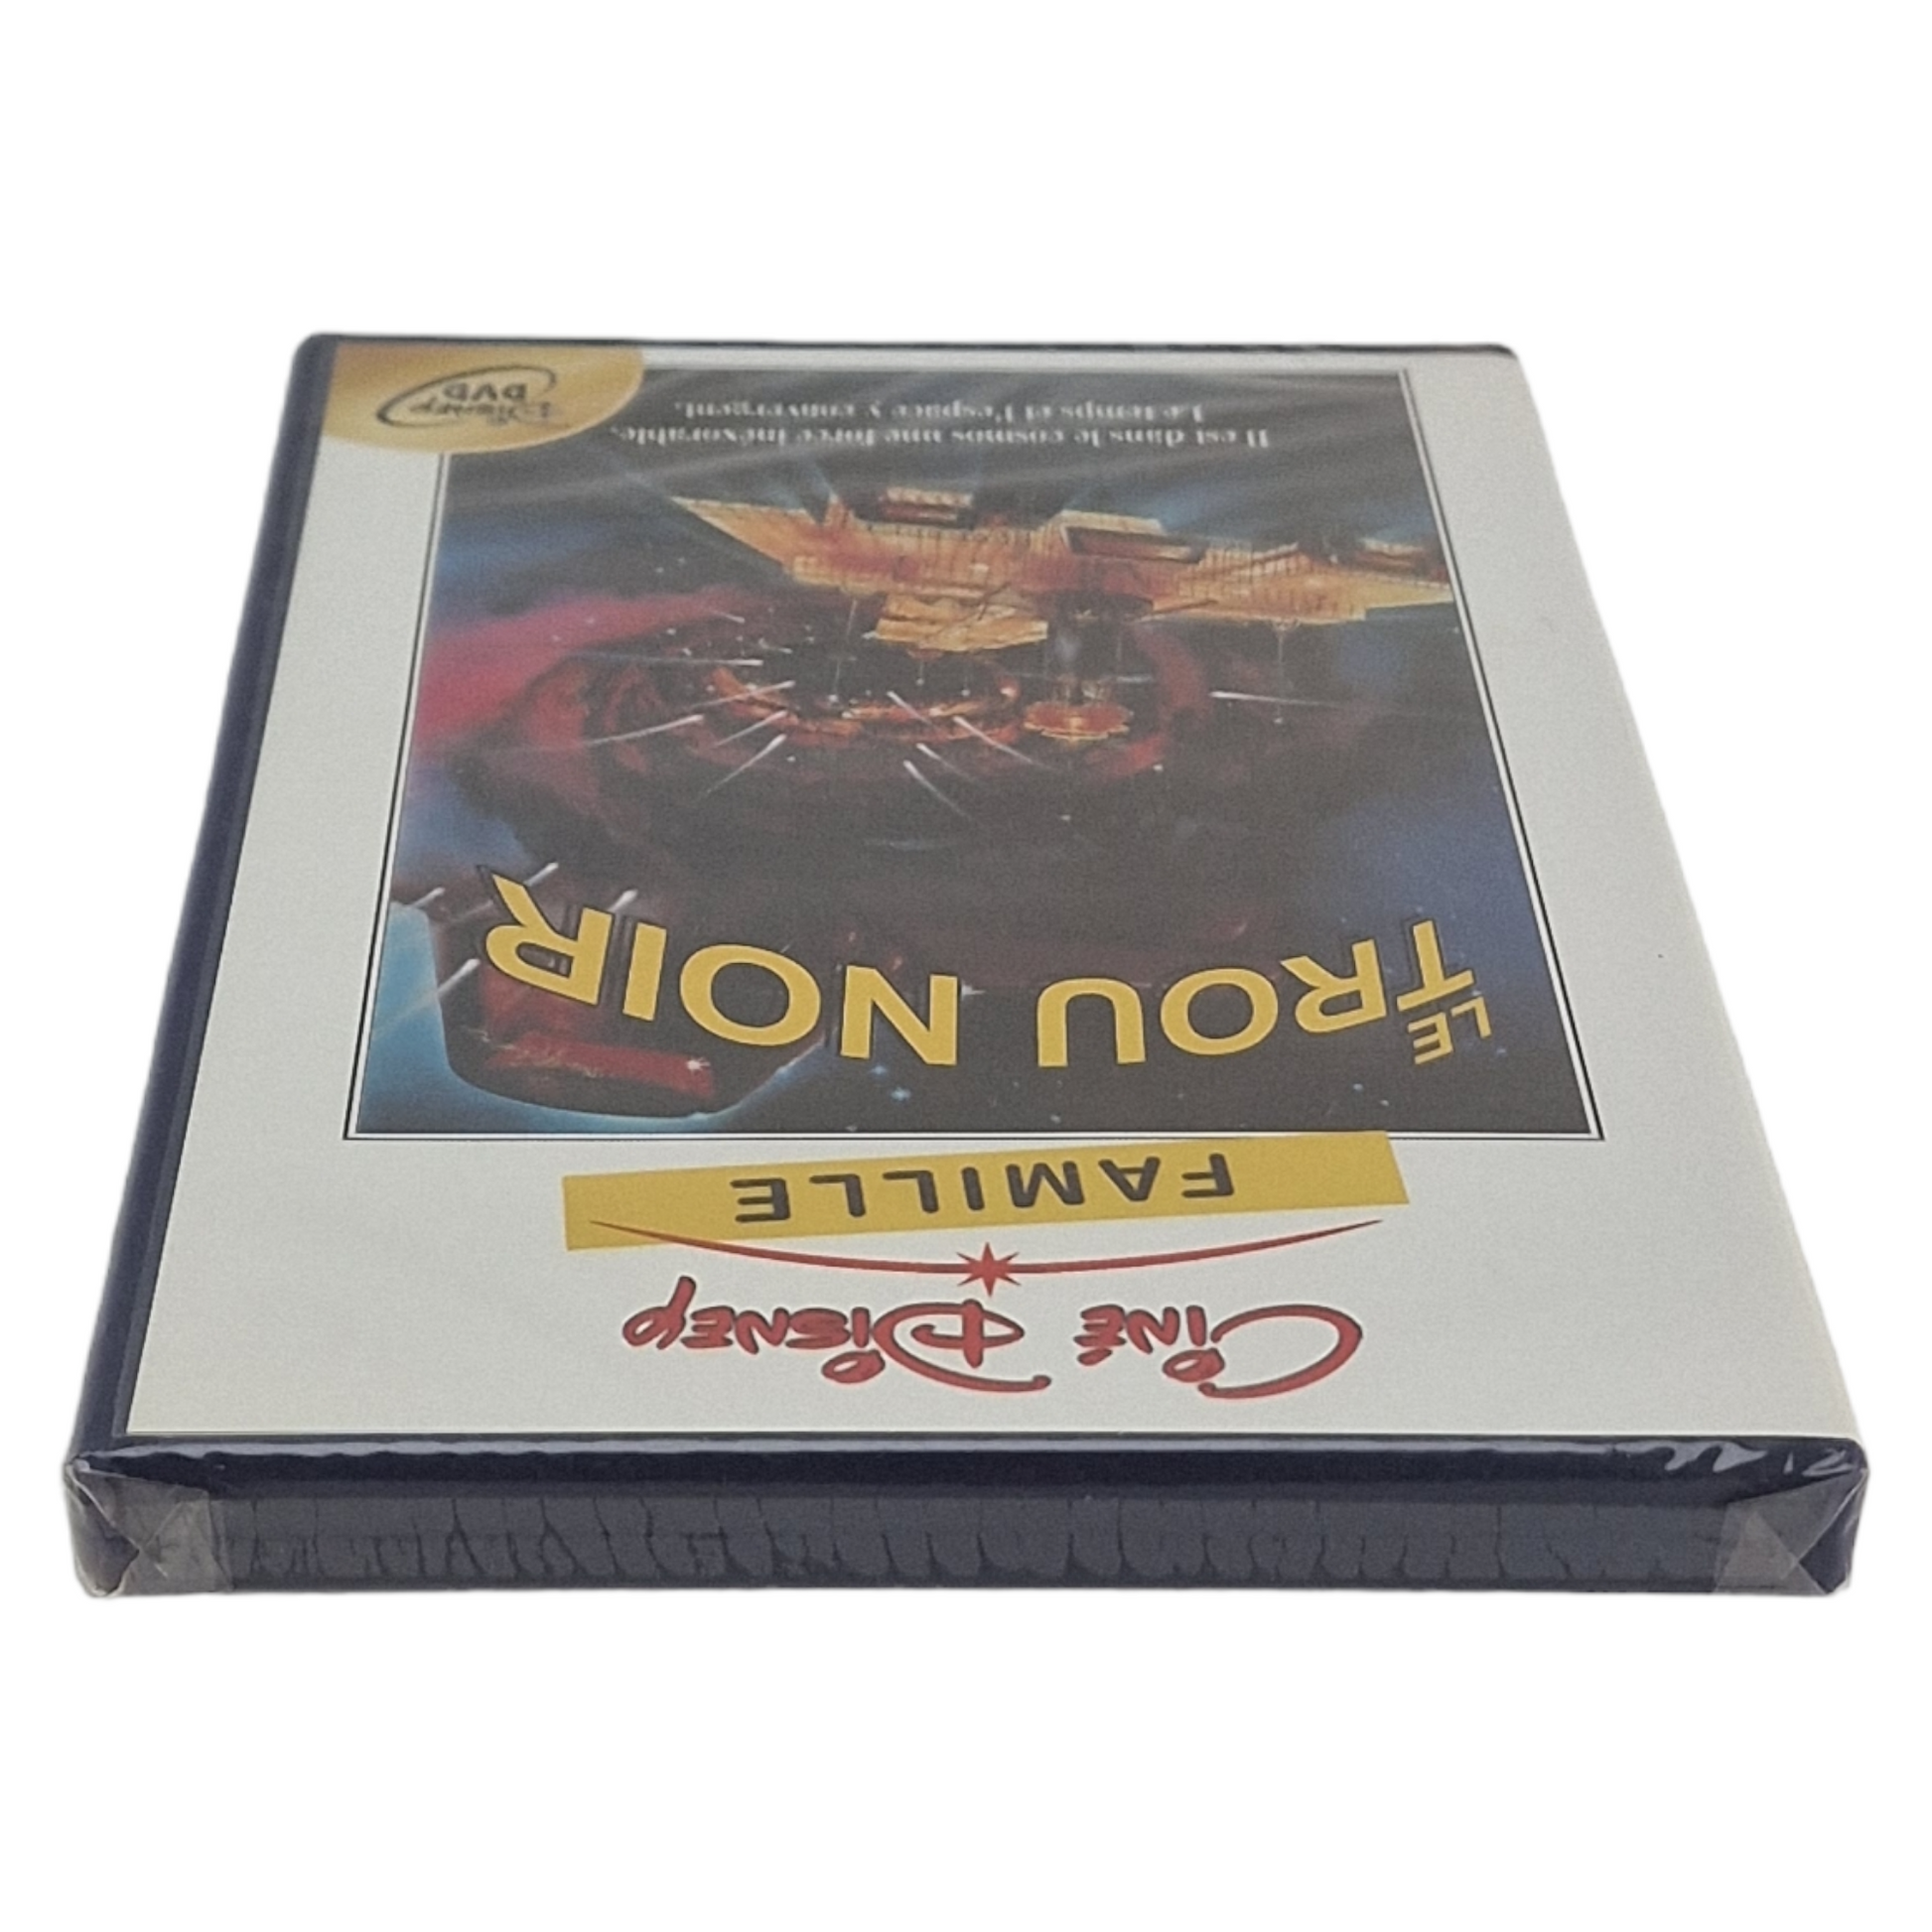 Ciné Disney
FAMILLE
LE
TROU NOIR
Il est dans le cosmos une force inexorable.
Le temps et l'espace y convergent.
Disney
DVD